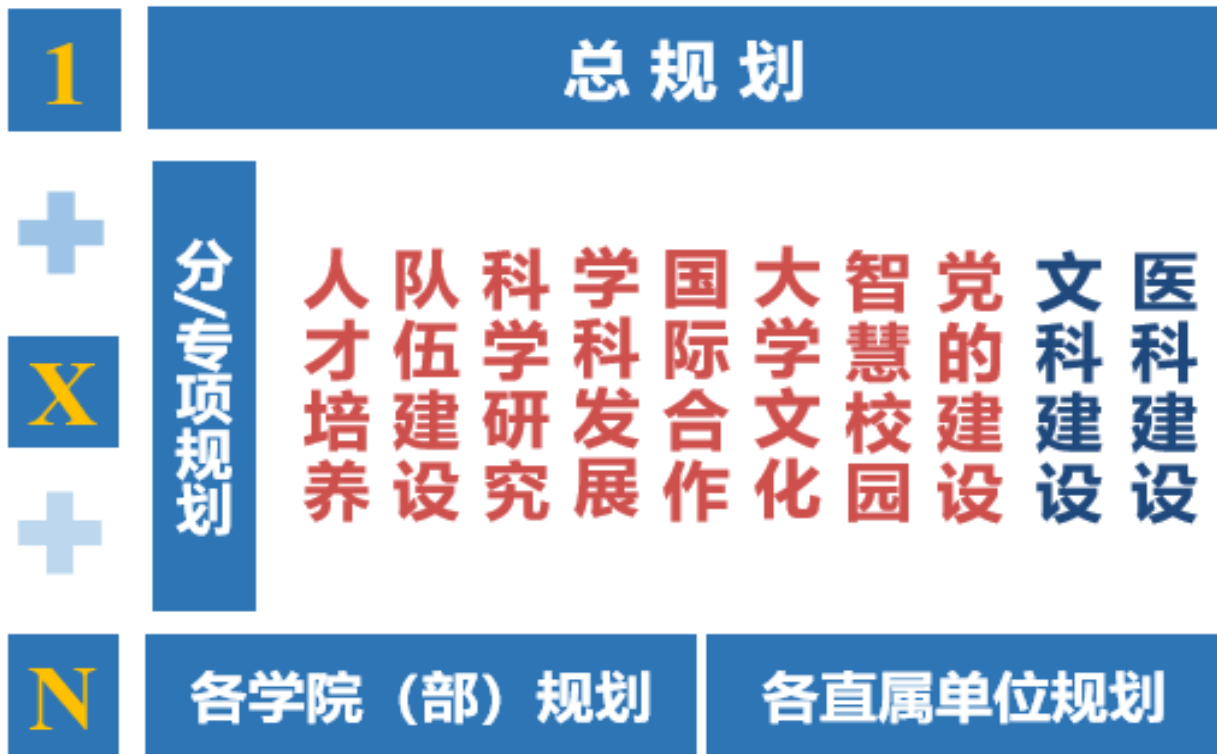 1
总规划
X
分/专项规划
人才培养
队伍建设
科学研究
学科发展
国际合作
大学文化
智慧校园
党的建设
文科建设
医科建设
N
各学院（部）规划
各直属单位规划